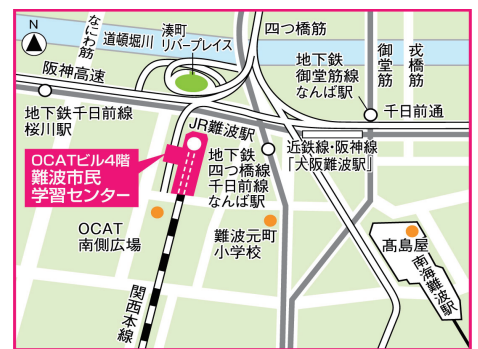 N
なにわ筋
道頓堀川
湊町
リバープレイス
四つ橋筋
御堂筋
戎橋筋
阪神高速
地下鉄
御堂筋線
なんば駅
千日前通
地下鉄千日前線
桜川駅
JR難波駅
近鉄線・阪神線
「大阪難波駅」
OCATビル4階
難波市民
学習センター
地下鉄
四つ橋線
千日前線
なんば駅
OCAT
南側広場
難波元町
小学校
髙島屋
南海難波駅
関西本線